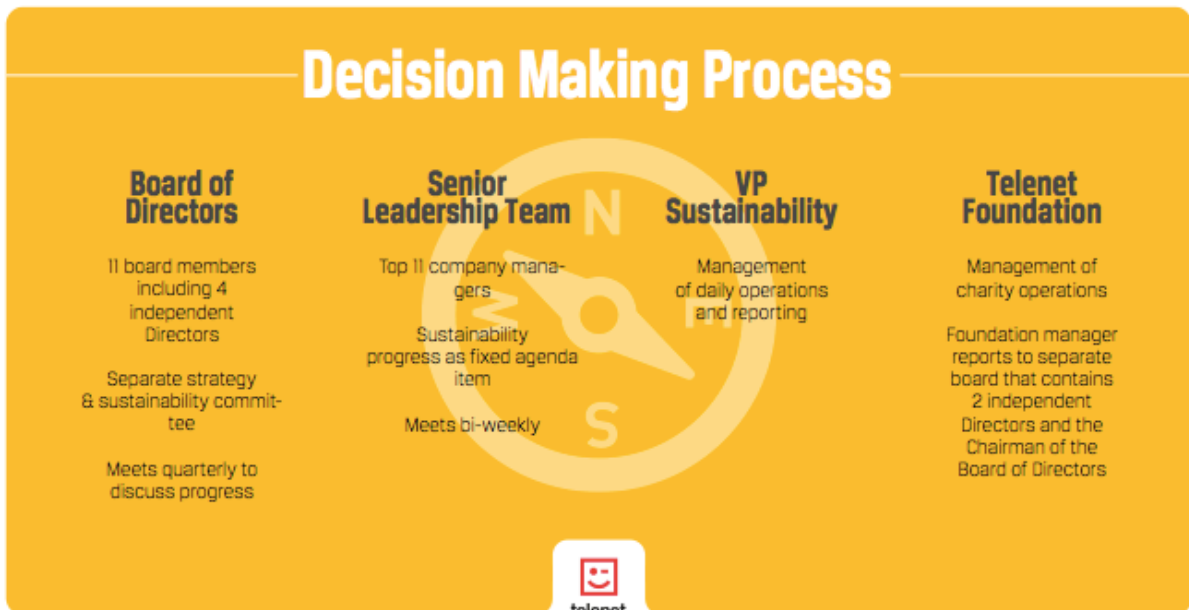 Decision Making Process
Board of
Directors
11 board members
including 4
independent
Directors
Separate strategy
& sustainability commit-
tee
Meets quarterly to
discuss progress
Senior
Leadership Team
Top 11 company mana-
gers
Sustainability
progress as fixed agenda
item
Meets bi-weekly
VP
Sustainability
Management
of daily operations
and reporting
Telenet
Foundation
Management of
charity operations
Foundation manager
reports to separate
board that contains
2 independent
Directors and the
Chairman of the
Board of Directors
N
W
E
S
telenet